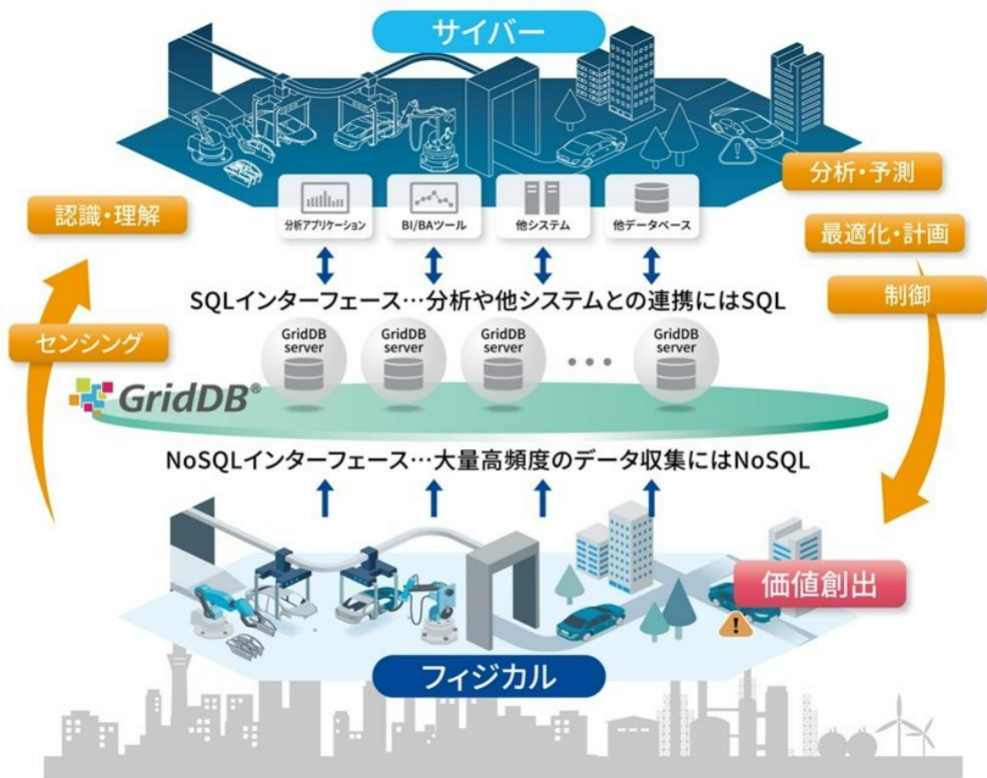 サイバー
分析・予測
認識・理解
分析アプリケーション
BI/BAツール
他システム
他データベース
最適化・計画
制御
SQLインターフェース…分析や他システムとの連携にはSQL
センシング
GridDB
server
GridDB
server
GridDB
server
GridDB
server
GridDB®
NoSQLインターフェース…大量高頻度のデータ収集にはNoSQL
価値創出
フィジカル